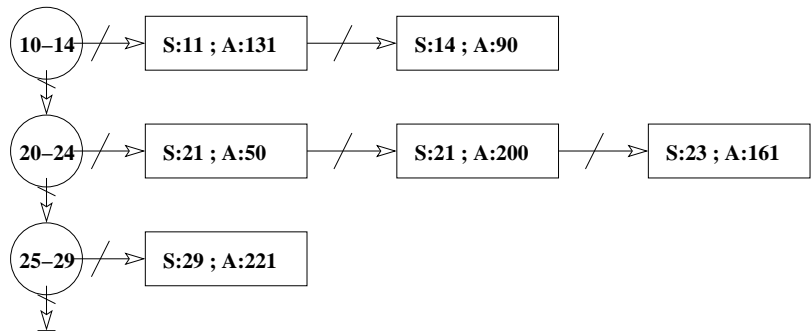 10–14 S:11 ; A:131 S:14 ; A:90
20–24 S:21 ; A:50 S:21 ; A:200 S:23 ; A:161
25–29 S:29 ; A:221